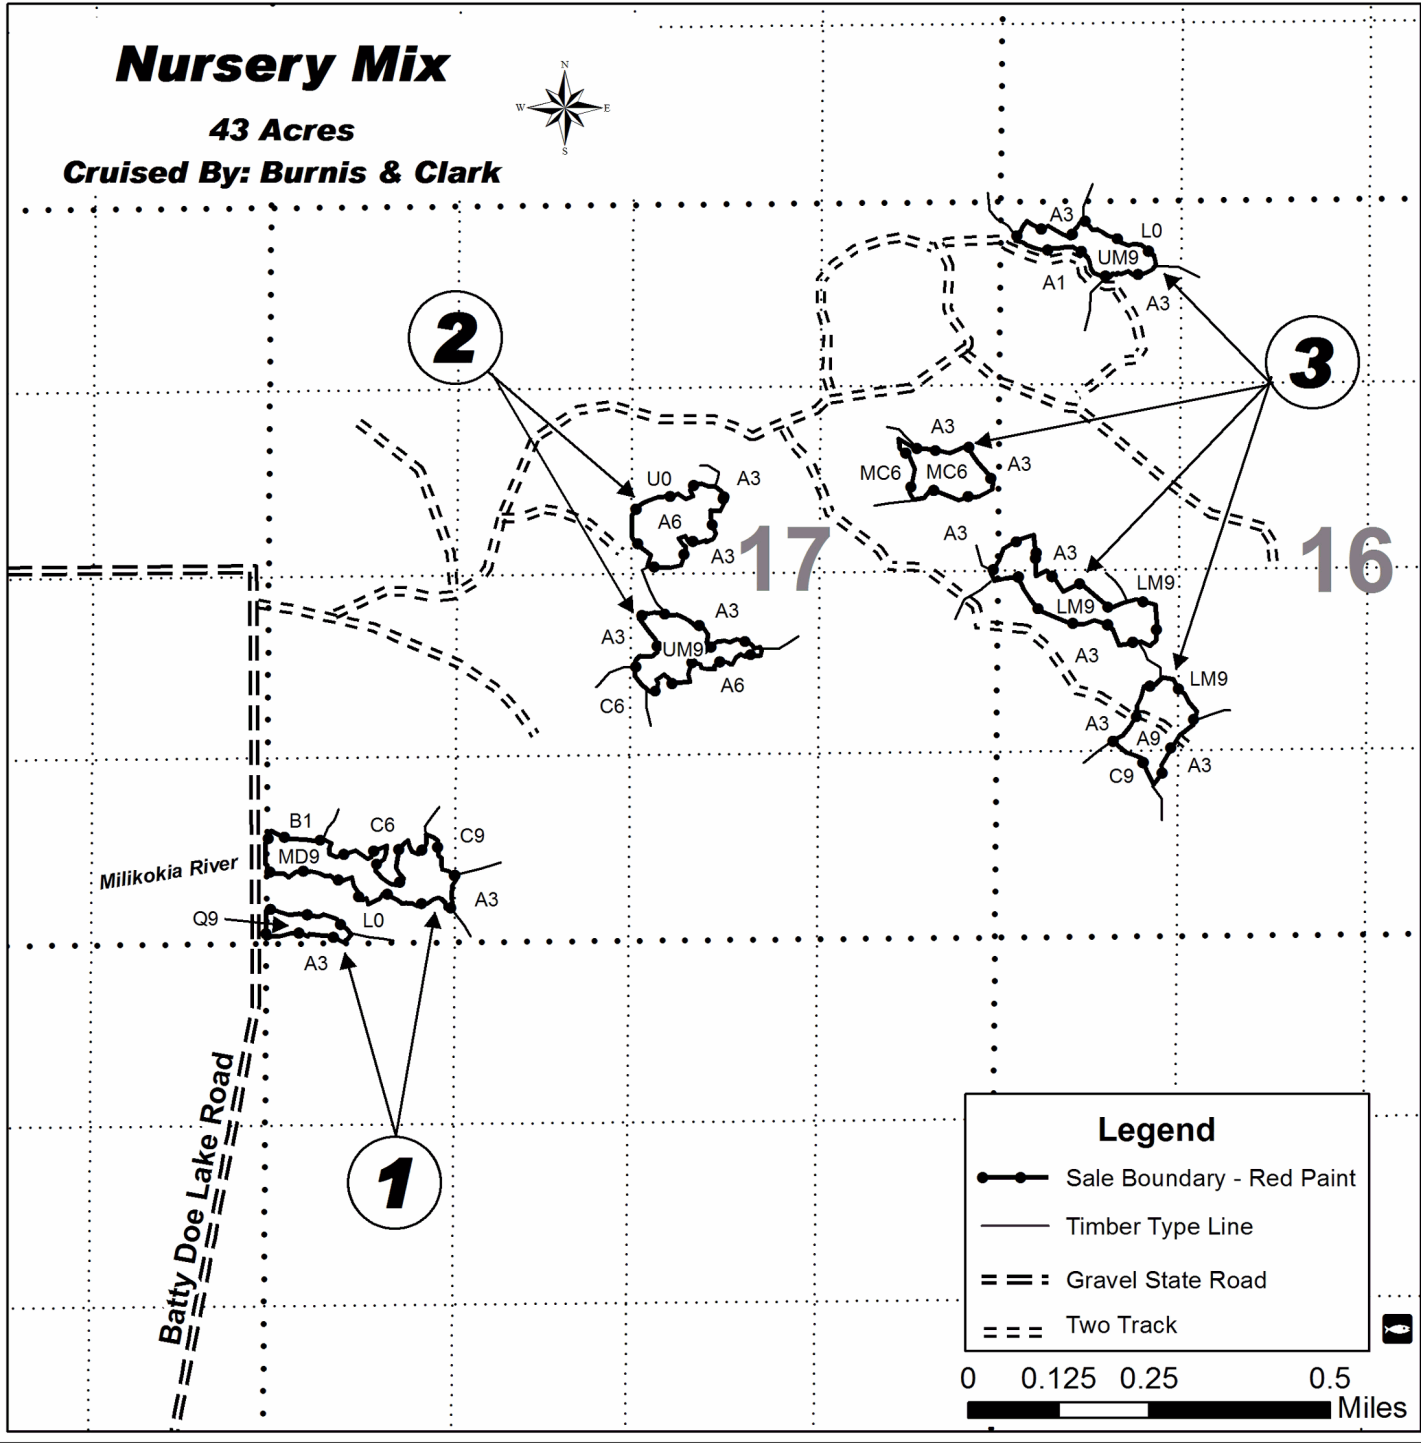 Nursery Mix
43 Acres
Cruised By: Burnis & Clark
N
W E
S
A3
L0
UM9
A1
A3
2
3
A3
MC6
MC6
A3
U0
A3
A6
A3
17
16
A3
A3
LM9
LM9
A3
A3
A3
UM9
A6
C6
LM9
A3
A9
A3
C9
B1
C6
C9
MD9
Milikokia River
A3
Q9
L0
A3
1
Batty Doe Lake Road
Legend
Sale Boundary - Red Paint
Timber Type Line
Gravel State Road
Two Track
0 0.125 0.25 0.5
Miles